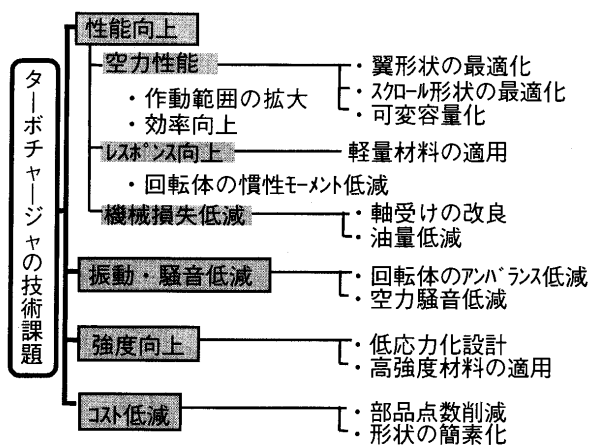 ターボチャージャの技術課題
性能向上
空力性能
・翼形状の最適化
・スクロール形状の最適化
・可変容量化
・作動範囲の拡大
・効率向上
レスポンス向上
軽量材料の適用
・回転体の慣性モーメント低減
機械損失低減
・軸受けの改良
・油量低減
振動・騒音低減
・回転体のアンバランス低減
・空力騒音低減
強度向上
・低応力化設計
・高強度材料の適用
コスト低減
・部品点数削減
・形状の簡素化